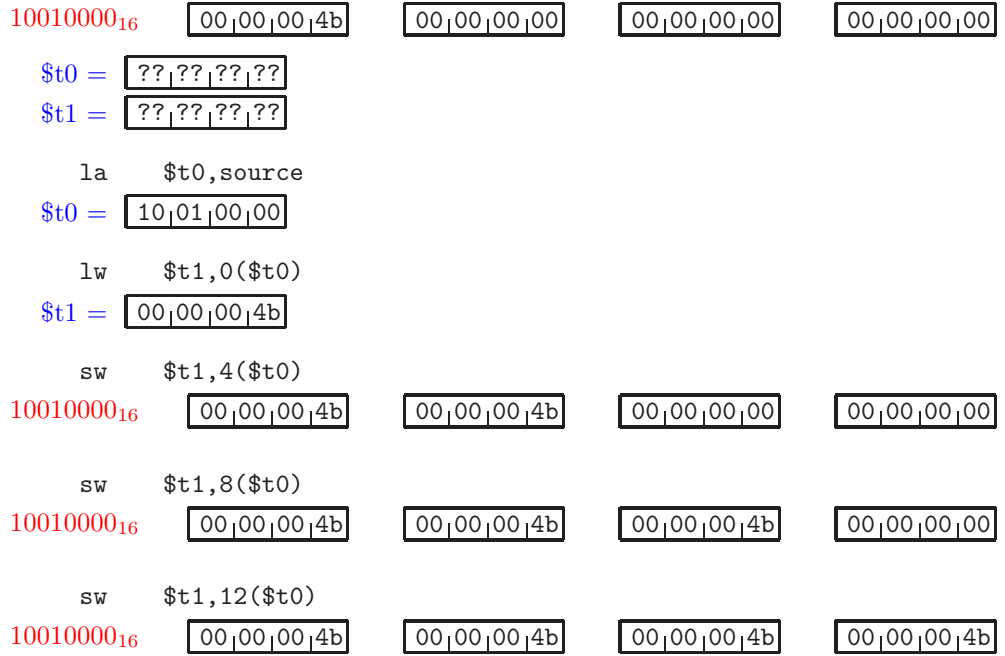 10010000₁₆ 00 00 00 4b 00 00 00 00 00 00 00 00 00 00 00 00
$t0 = ?? ?? ?? ??
$t1 = ?? ?? ?? ??
la $t0,source
$t0 = 10 01 00 00
lw $t1,0($t0)
$t1 = 00 00 00 4b
sw $t1,4($t0)
10010000₁₆ 00 00 00 4b 00 00 00 4b 00 00 00 00 00 00 00 00
sw $t1,8($t0)
10010000₁₆ 00 00 00 4b 00 00 00 4b 00 00 00 4b 00 00 00 00
sw $t1,12($t0)
10010000₁₆ 00 00 00 4b 00 00 00 4b 00 00 00 4b 00 00 00 4b